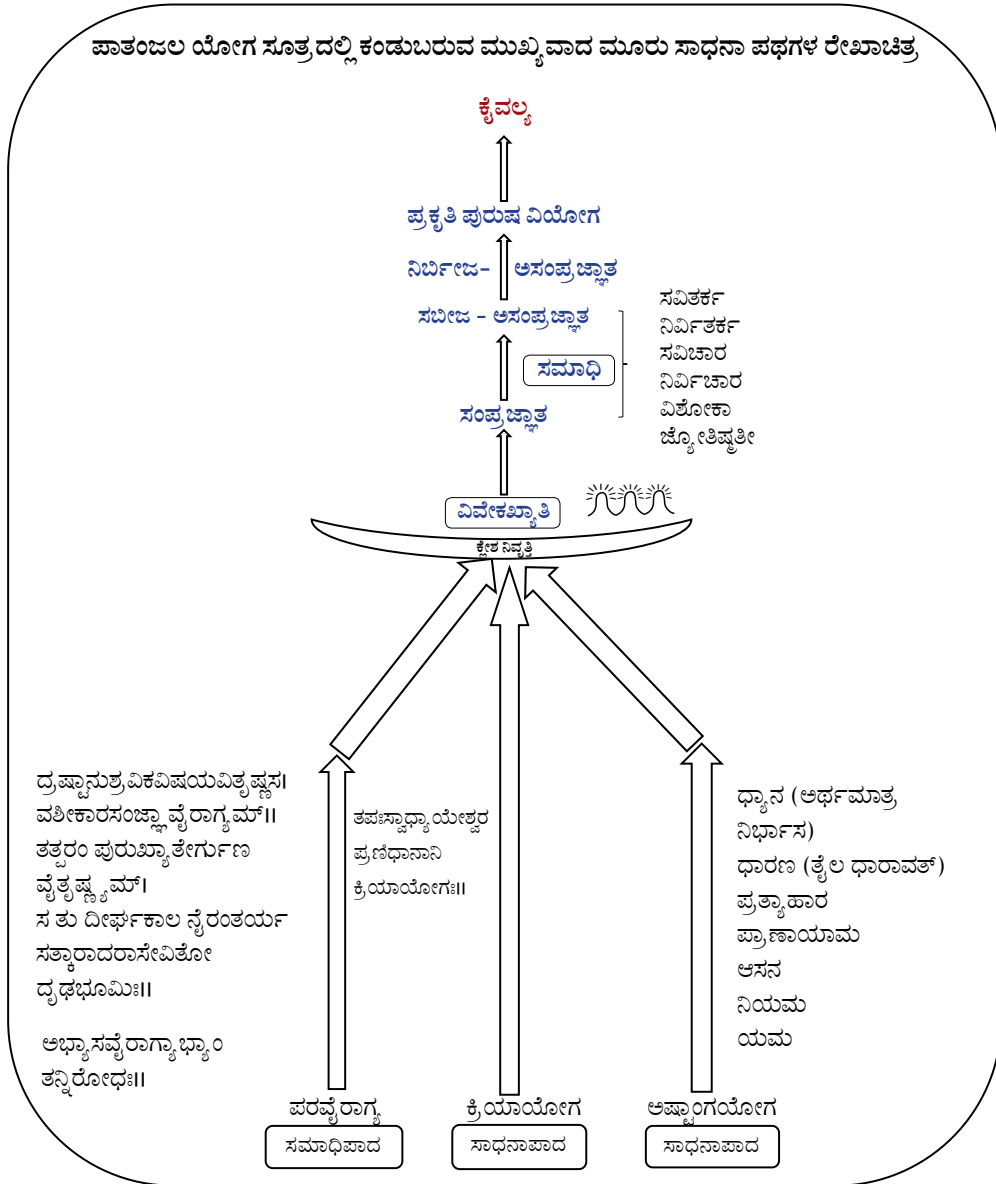 ಪಾತಂಜಲ ಯೋಗ ಸೂತ್ರದಲ್ಲಿ ಕಂಡುಬರುವ ಮುಖ್ಯವಾದ ಮೂರು ಸಾಧನಾ ಪಥಗಳ ರೇಖಾಚಿತ್ರ
ಕೈವಲ್ಯ
ಪ್ರಕೃತಿ ಪುರುಷ ವಿಯೋಗ
ನಿರ್ಬೀಜ- ಅಸಂಪ್ರಜ್ಞಾತ
ಸಬೀಜ - ಅಸಂಪ್ರಜ್ಞಾತ
ಸಮಾಧಿ
ಸಂಪ್ರಜ್ಞಾತ
ಸವಿತರ್ಕ
ನಿರ್ವಿತರ್ಕ
ಸವಿಚಾರ
ನಿರ್ವಿಚಾರ
ವಿಶೋಕಾ
ಜ್ಯೋತಿಷ್ಮತೀ
ವಿವೇಕಖ್ಯಾತಿ
ಕ್ಲೇಶ ನಿವೃತ್ತಿ
ದ್ರಷ್ಟಾನುಶ್ರವಿಕವಿಷಯವಿತೃಷ್ಣಸ।
ವಶೀಕಾರಸಂಜ್ಞಾ ವೈರಾಗ್ಯಮ್॥
ತತ್ಪರಂ ಪುರುಖ್ಯಾತೇರ್ಗುಣ
ವೈತೃಷ್ಣ್ಯಮ್।
ಸ ತು ದೀರ್ಘಕಾಲ ನೈರಂತರ್ಯ
ಸತ್ಕಾರಾದರಾಸೇವಿತೋ
ದೃಢಭೂಮಿಃ॥
ಅಭ್ಯಾಸವೈರಾಗ್ಯಾಭ್ಯಾಂ
ತನ್ನಿರೋಧಃ॥
ತಪಃಸ್ವಾಧ್ಯಾಯೇಶ್ವರ
ಪ್ರಣಿಧಾನಾನಿ
ಕ್ರಿಯಾಯೋಗಃ॥
ಧ್ಯಾನ (ಅರ್ಥಮಾತ್ರ
ನಿರ್ಭಾಸ)
ಧಾರಣ (ತೈಲ ಧಾರಾವತ್)
ಪ್ರತ್ಯಾಹಾರ
ಪ್ರಾಣಾಯಾಮ
ಆಸನ
ನಿಯಮ
ಯಮ
ಪರವೈರಾಗ್ಯ
ಸಮಾಧಿಪಾದ
ಕ್ರಿಯಾಯೋಗ
ಸಾಧನಾಪಾದ
ಅಷ್ಟಾಂಗಯೋಗ
ಸಾಧನಾಪಾದ